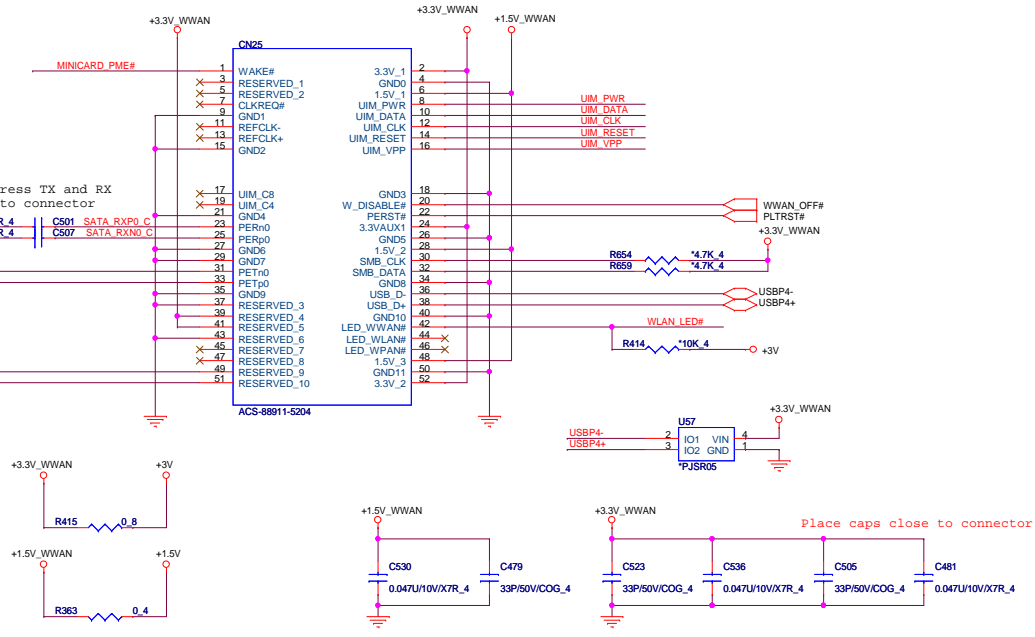 +3.3V_WWAN
+3.3V_WWAN
+1.5V_WWAN
CN25
MINICARD_PME#
1 WAKE# 3.3V_1 2
3 RESERVED_1 GND0 4
5 RESERVED_2 1.5V_1 6
7 CLKREQ# UIM_PWR 8 UIM_PWR
9 GND1 UIM_DATA 10 UIM_DATA
11 REFCLK- UIM_CLK 12 UIM_CLK
13 REFCLK+ UIM_RESET 14 UIM_RESET
15 GND2 UIM_VPP 16 UIM_VPP
ress TX and RX
to connector
17 UIM_C8 GND3 18
19 UIM_C4 W_DISABLE# 20 WWAN_OFF#
21 GND4 PERST# 22 PLTRST#
R_4 C501 SATA_RXP0_C 23 PERn0 3.3VAUX1 24
R_4 C507 SATA_RXN0_C 25 PERp0 GND5 26
+3.3V_WWAN
27 GND6 1.5V_2 28
29 GND7 SMB_CLK 30 R654 *4.7K_4
31 PETn0 SMB_DATA 32 R659 *4.7K_4
33 PETp0 GND8 34
35 GND9 USB_D- 36 USBP4-
37 RESERVED_3 USB_D+ 38 USBP4+
39 RESERVED_4 GND10 40
41 RESERVED_5 LED_WWAN# 42 WLAN_LED#
43 RESERVED_6 LED_WLAN# 44
45 RESERVED_7 LED_WPAN# 46 R414 *10K_4 +3V
47 RESERVED_8 1.5V_3 48
49 RESERVED_9 GND11 50
51 RESERVED_10 3.3V_2 52
ACS-88911-5204
+3.3V_WWAN
U57
USBP4- 2 IO1 VIN 4
USBP4+ 3 IO2 GND 1
*PJSR05
+3.3V_WWAN +3V
R415 0_8
+1.5V_WWAN +1.5V
R363 0_4
+1.5V_WWAN
C530 C479
0.047U/10V/X7R_4 33P/50V/COG_4
+3.3V_WWAN
Place caps close to connector
C523 C536 C505 C481
33P/50V/COG_4 0.047U/10V/X7R_4 33P/50V/COG_4 0.047U/10V/X7R_4